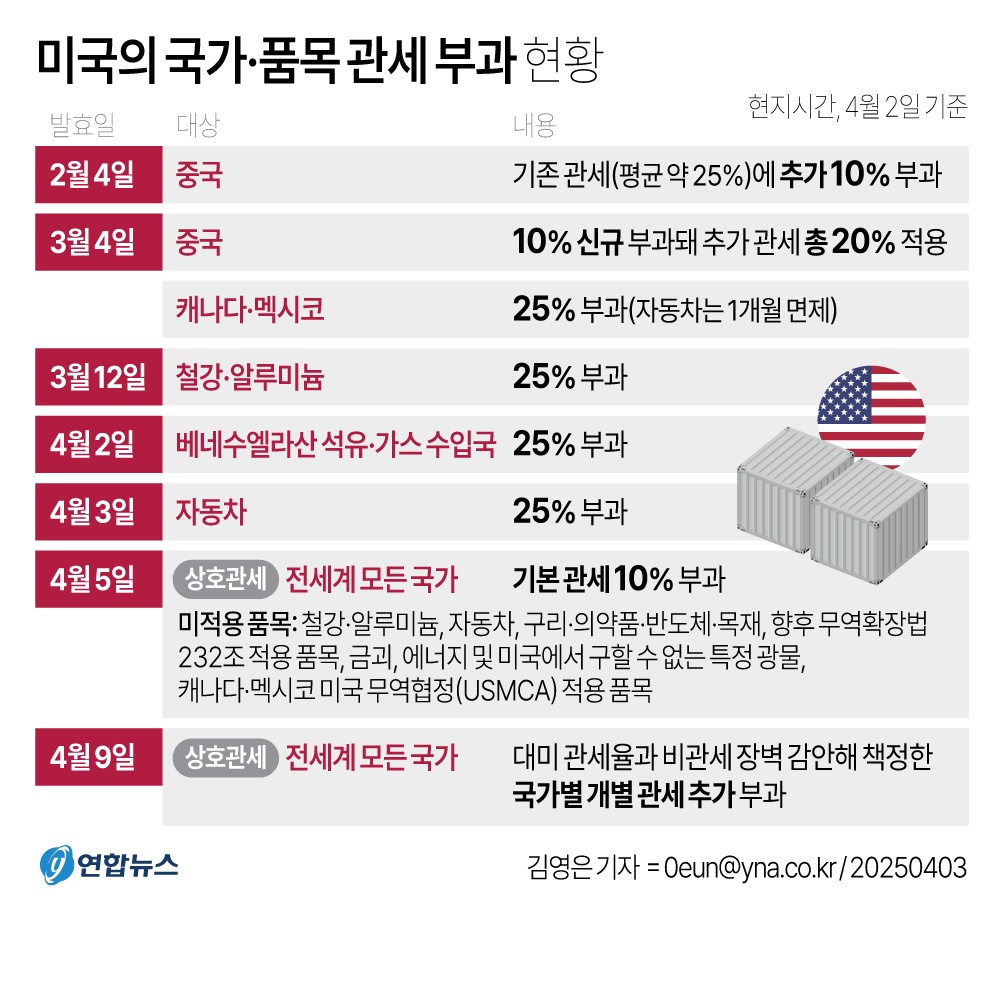 미국의 국가·품목 관세 부과 현황
현지시간, 4월 2일 기준
발효일 대상 내용
2월 4일 중국 기존 관세(평균 약 25%)에 추가 10% 부과
3월 4일 중국 10% 신규 부과돼 추가 관세 총 20% 적용
캐나다·멕시코 25% 부과(자동차는 1개월 면제)
3월 12일 철강·알루미늄 25% 부과
4월 2일 베네수엘라산 석유·가스 수입국 25% 부과
4월 3일 자동차 25% 부과
4월 5일 상호관세 전세계 모든 국가 기본 관세 10% 부과
미적용 품목: 철강·알루미늄, 자동차, 구리·의약품·반도체·목재, 향후 무역확장법
232조 적용 품목, 금괴, 에너지 및 미국에서 구할 수 없는 특정 광물,
캐나다·멕시코 미국 무역협정(USMCA) 적용 품목
4월 9일 상호관세 전세계 모든 국가 대미 관세율과 비관세 장벽 감안해 책정한
국가별 개별 관세 추가 부과
연합뉴스 김영은 기자 = 0eun@yna.co.kr / 20250403